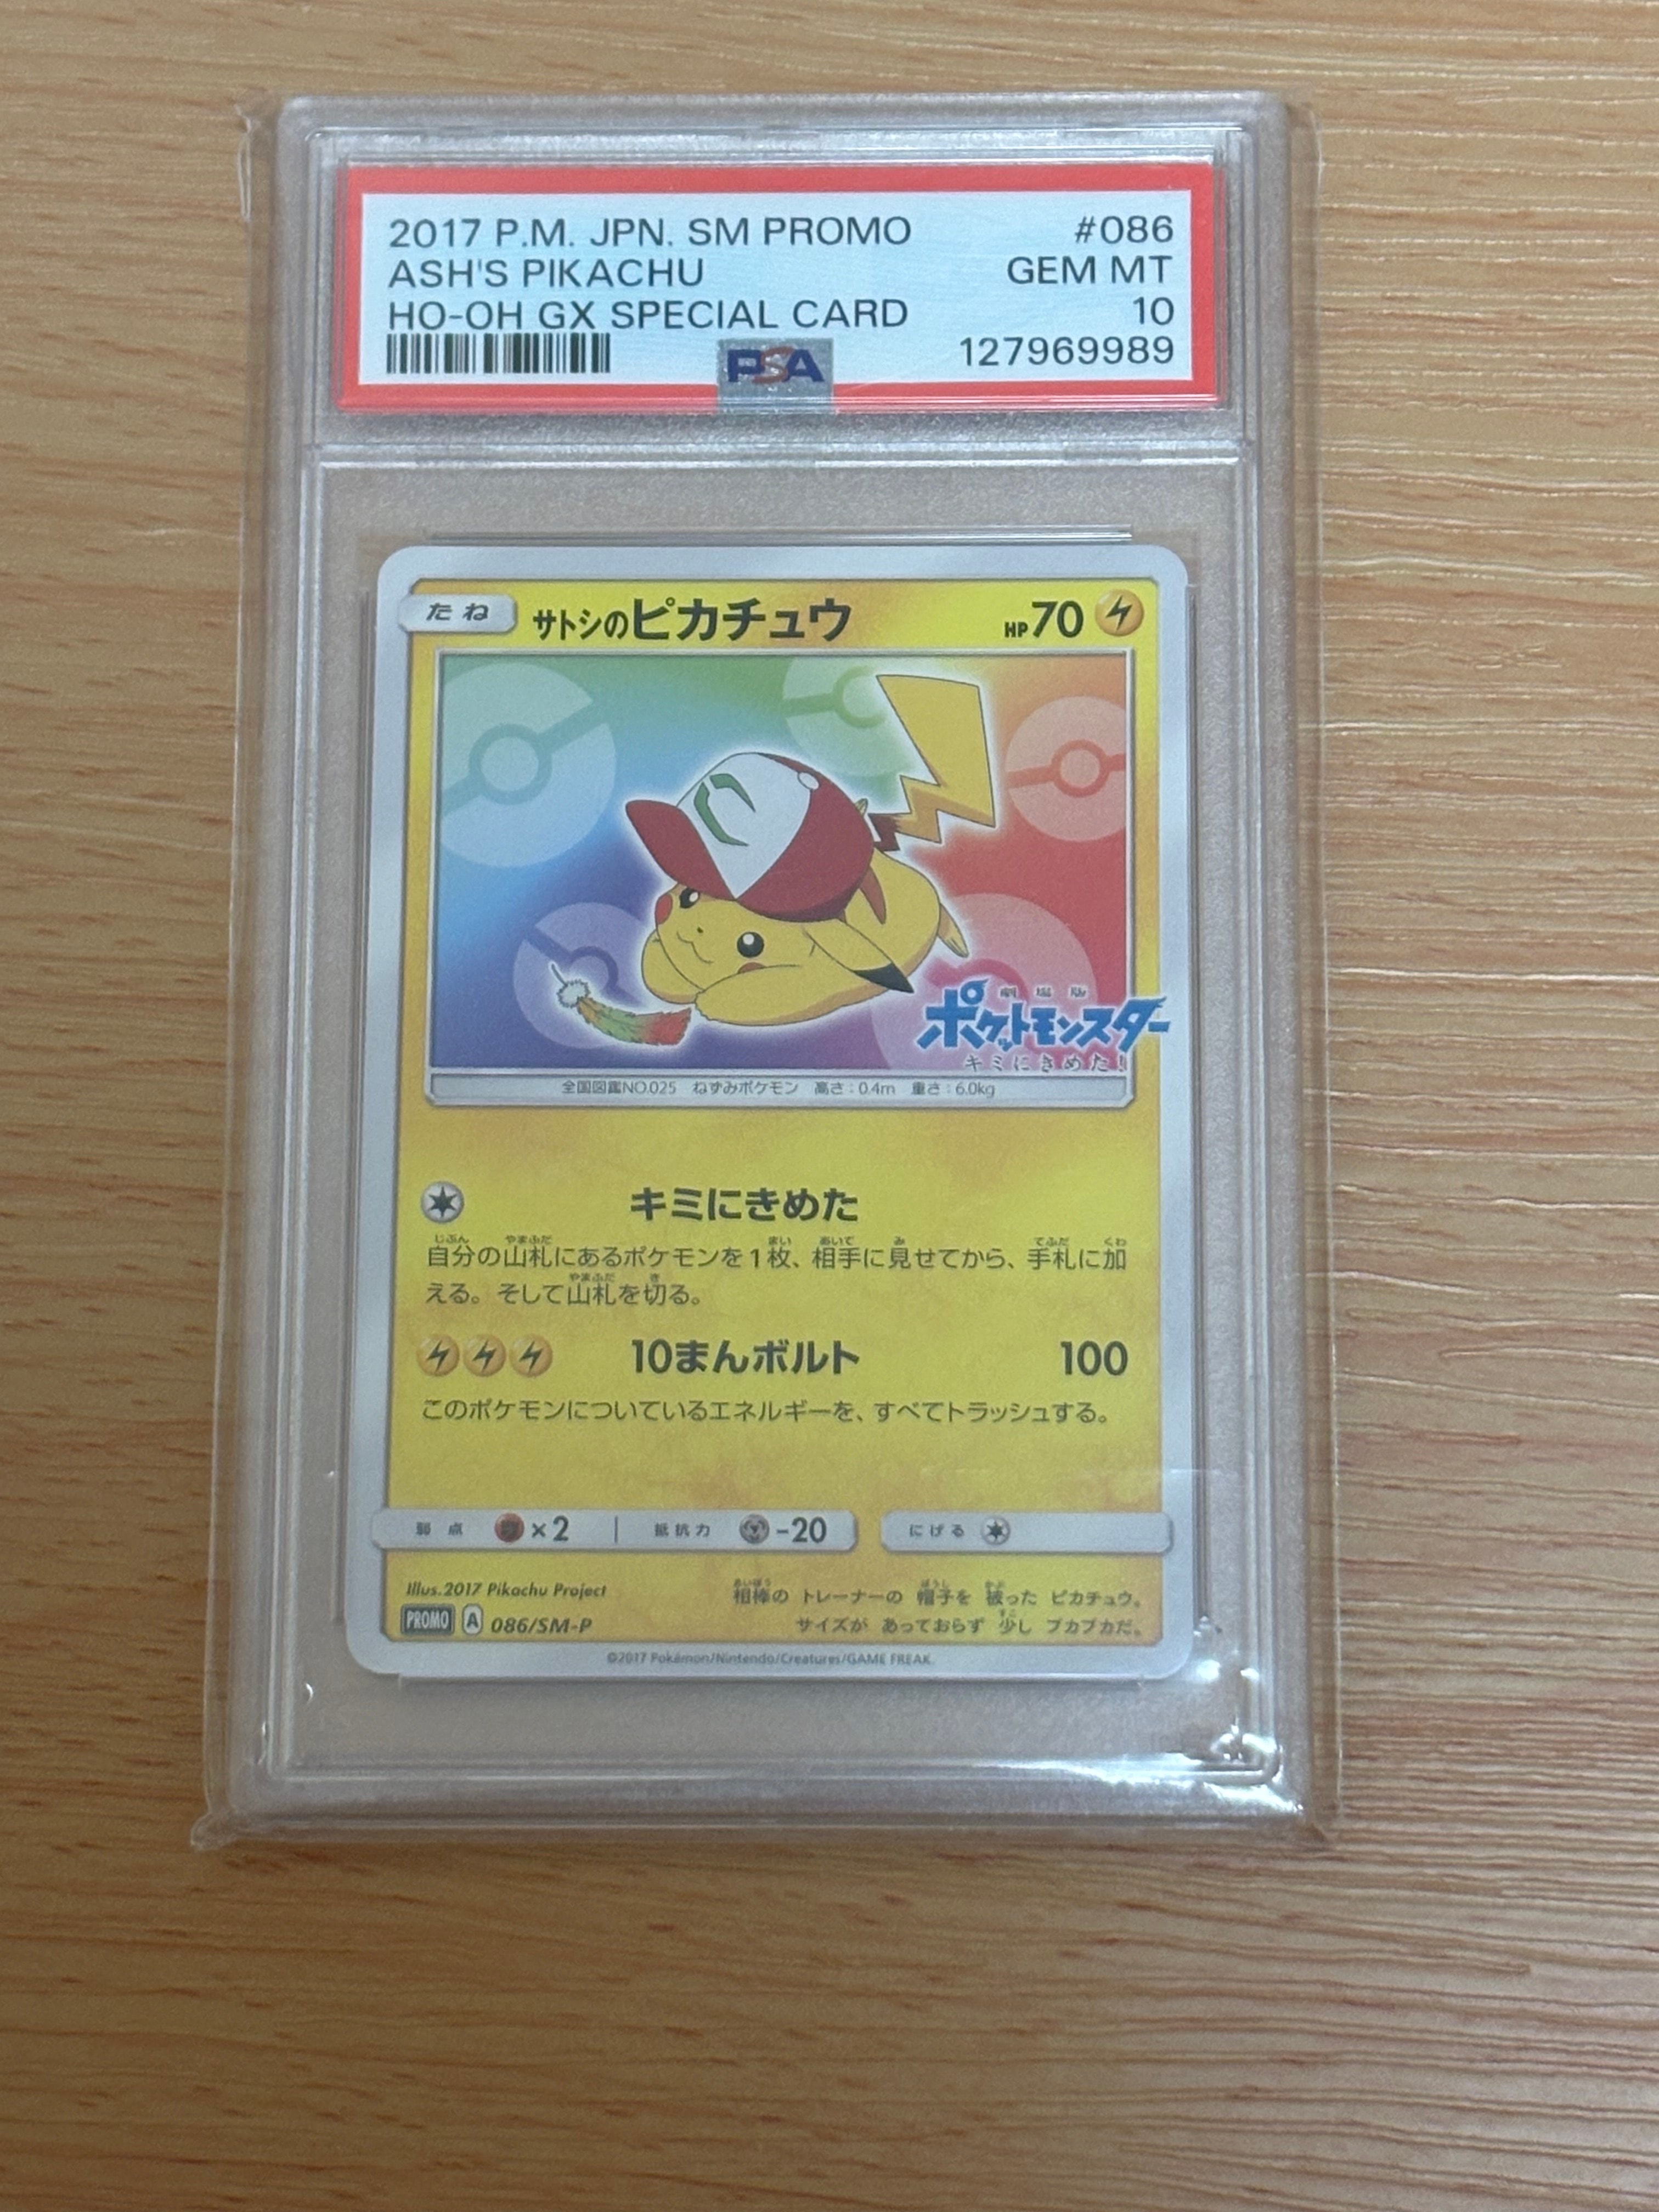 2017 P.M. JPN. SM PROMO #086
ASH'S PIKACHU GEM MT
HO-OH GX SPECIAL CARD 10
PSA 127969989
たね サトシのピカチュウ HP70
劇場版
ポケットモンスター
キミにきめた!
全国図鑑NO.025 ねずみポケモン 高さ:0.4m 重さ:6.0kg
キミにきめた
自分の山札にあるポケモンを1枚、相手に見せてから、手札に加
える。そして山札を切る。
10まんボルト 100
このポケモンについているエネルギーを、すべてトラッシュする。
弱点 ×2 抵抗力 -20 にげる
Illus.2017 Pikachu Project
相棒の トレーナーの 帽子を 被った ピカチュウ。
PROMO A 086/SM-P
サイズが あっておらず 少し ブカブカだ。
©2017 Pokémon/Nintendo/Creatures/GAME FREAK.